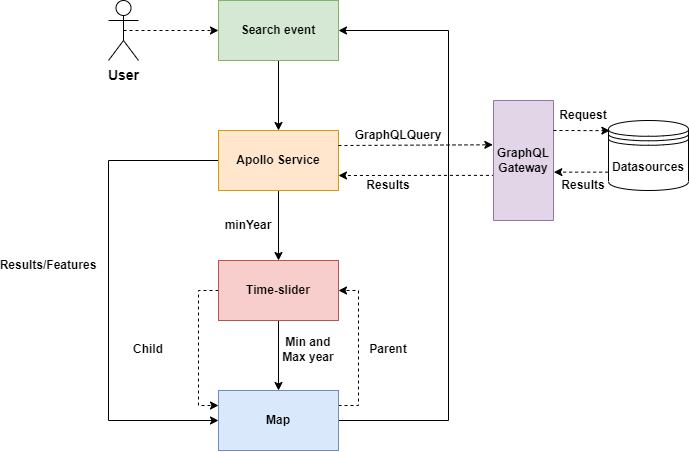 Search event
User
GraphQLQuery
Request
Apollo Service
GraphQL
Gateway
Datasources
Results
Results
minYear
Results/Features
Time-slider
Child
Min and
Max year
Parent
Map